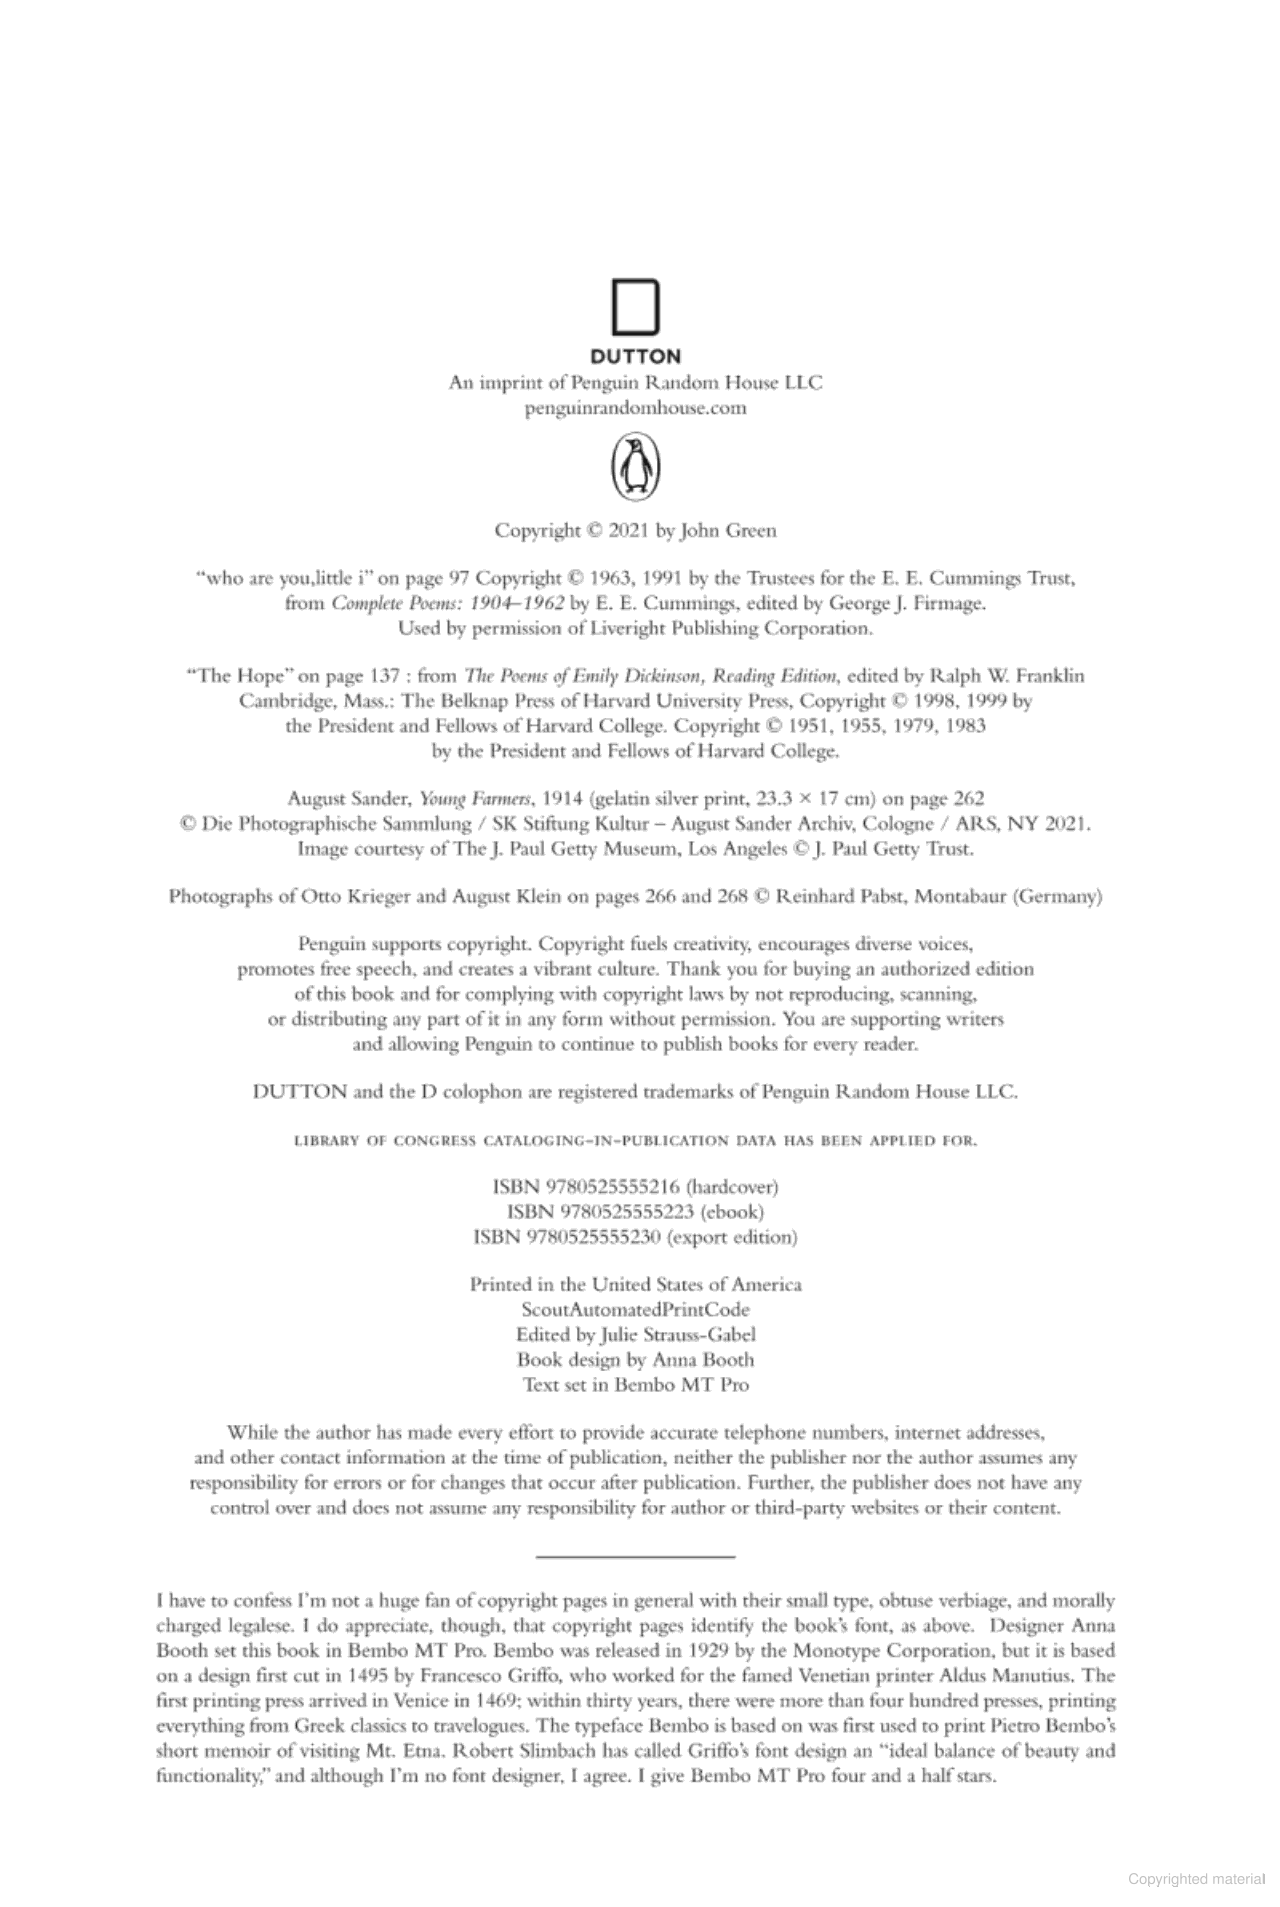 DUTTON
An imprint of Penguin Random House LLC
penguinrandomhouse.com
Copyright © 2021 by John Green
“who are you,little i” on page 97 Copyright © 1963, 1991 by the Trustees for the E. E. Cummings Trust,
from Complete Poems: 1904–1962 by E. E. Cummings, edited by George J. Firmage.
Used by permission of Liveright Publishing Corporation.
“The Hope” on page 137 : from The Poems of Emily Dickinson, Reading Edition, edited by Ralph W. Franklin
Cambridge, Mass.: The Belknap Press of Harvard University Press, Copyright © 1998, 1999 by
the President and Fellows of Harvard College. Copyright © 1951, 1955, 1979, 1983
by the President and Fellows of Harvard College.
August Sander, Young Farmers, 1914 (gelatin silver print, 23.3 × 17 cm) on page 262
© Die Photographische Sammlung / SK Stiftung Kultur – August Sander Archiv, Cologne / ARS, NY 2021.
Image courtesy of The J. Paul Getty Museum, Los Angeles © J. Paul Getty Trust.
Photographs of Otto Krieger and August Klein on pages 266 and 268 © Reinhard Pabst, Montabaur (Germany)
Penguin supports copyright. Copyright fuels creativity, encourages diverse voices,
promotes free speech, and creates a vibrant culture. Thank you for buying an authorized edition
of this book and for complying with copyright laws by not reproducing, scanning,
or distributing any part of it in any form without permission. You are supporting writers
and allowing Penguin to continue to publish books for every reader.
DUTTON and the D colophon are registered trademarks of Penguin Random House LLC.
LIBRARY OF CONGRESS CATALOGING-IN-PUBLICATION DATA HAS BEEN APPLIED FOR.
ISBN 9780525555216 (hardcover)
ISBN 9780525555223 (ebook)
ISBN 9780525555230 (export edition)
Printed in the United States of America
ScoutAutomatedPrintCode
Edited by Julie Strauss-Gabel
Book design by Anna Booth
Text set in Bembo MT Pro
While the author has made every effort to provide accurate telephone numbers, internet addresses,
and other contact information at the time of publication, neither the publisher nor the author assumes any
responsibility for errors or for changes that occur after publication. Further, the publisher does not have any
control over and does not assume any responsibility for author or third-party websites or their content.
I have to confess I’m not a huge fan of copyright pages in general with their small type, obtuse verbiage, and morally
charged legalese. I do appreciate, though, that copyright pages identify the book’s font, as above. Designer Anna
Booth set this book in Bembo MT Pro. Bembo was released in 1929 by the Monotype Corporation, but it is based
on a design first cut in 1495 by Francesco Griffo, who worked for the famed Venetian printer Aldus Manutius. The
first printing press arrived in Venice in 1469; within thirty years, there were more than four hundred presses, printing
everything from Greek classics to travelogues. The typeface Bembo is based on was first used to print Pietro Bembo’s
short memoir of visiting Mt. Etna. Robert Slimbach has called Griffo’s font design an “ideal balance of beauty and
functionality,” and although I’m no font designer, I agree. I give Bembo MT Pro four and a half stars.
Copyrighted material